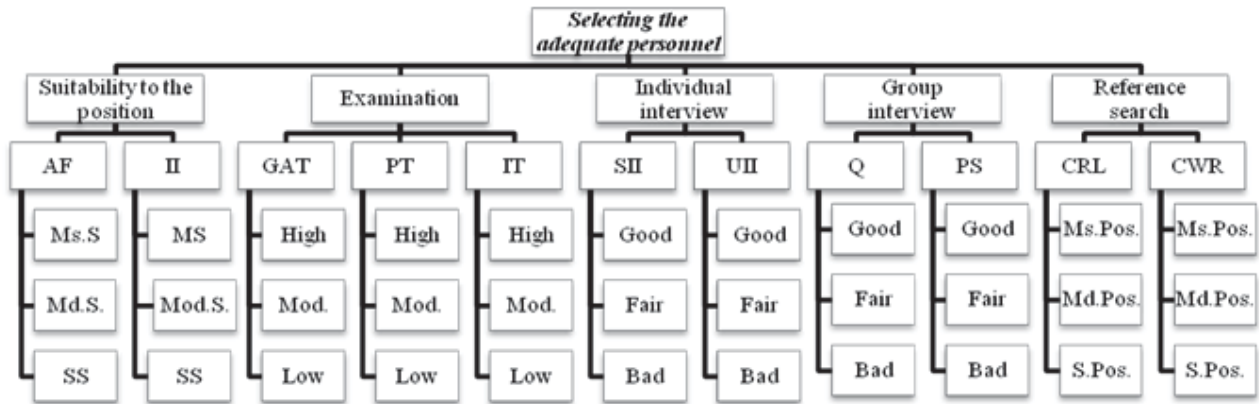 Selecting the
adequate personnel
Suitability to the
position
Examination
Individual
interview
Group
interview
Reference
search
AF
II
GAT
PT
IT
SII
UII
Q
PS
CRL
CWR
Ms.S
MS
High
High
High
Good
Good
Good
Good
Ms.Pos.
Ms.Pos.
Md.S.
Mod.S.
Mod.
Mod.
Mod.
Fair
Fair
Fair
Fair
Md.Pos.
Md.Pos.
SS
SS
Low
Low
Low
Bad
Bad
Bad
Bad
S.Pos.
S.Pos.